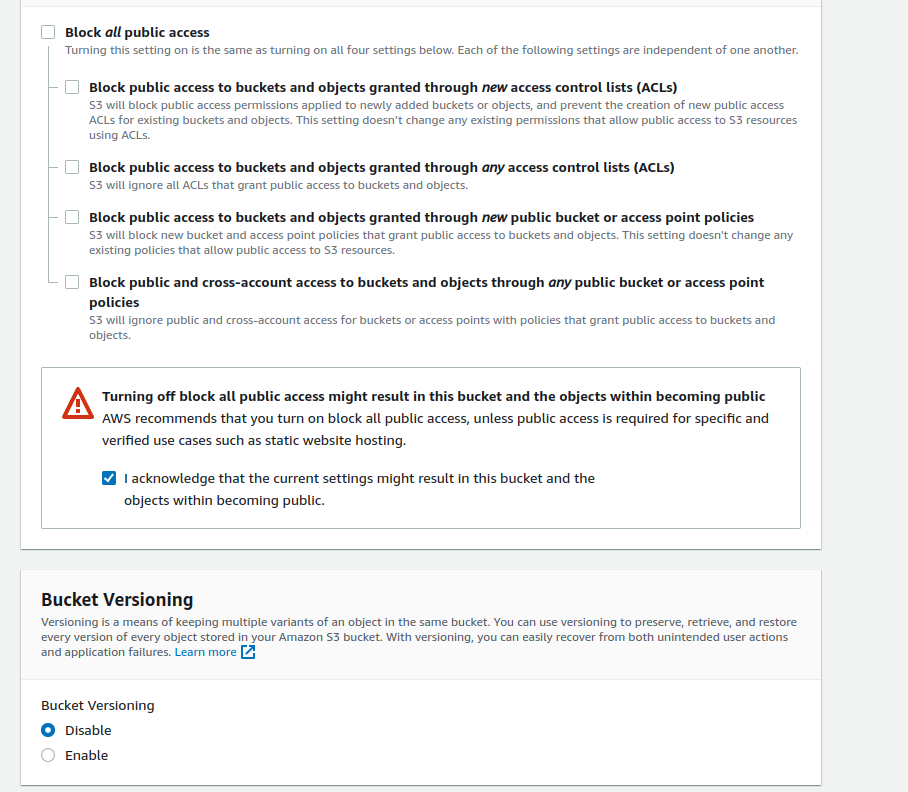 Block all public access
Turning this setting on is the same as turning on all four settings below. Each of the following settings are independent of one another.
Block public access to buckets and objects granted through new access control lists (ACLs)
S3 will block public access permissions applied to newly added buckets or objects, and prevent the creation of new public access
ACLs for existing buckets and objects. This setting doesn't change any existing permissions that allow public access to S3 resources
using ACLs.
Block public access to buckets and objects granted through any access control lists (ACLs)
S3 will ignore all ACLs that grant public access to buckets and objects.
Block public access to buckets and objects granted through new public bucket or access point policies
S3 will block new bucket and access point policies that grant public access to buckets and objects. This setting doesn't change any
existing policies that allow public access to S3 resources.
Block public and cross-account access to buckets and objects through any public bucket or access point
policies
S3 will ignore public and cross-account access for buckets or access points with policies that grant public access to buckets and
objects.
Turning off block all public access might result in this bucket and the objects within becoming public
AWS recommends that you turn on block all public access, unless public access is required for specific and
verified use cases such as static website hosting.
I acknowledge that the current settings might result in this bucket and the
objects within becoming public.
Bucket Versioning
Versioning is a means of keeping multiple variants of an object in the same bucket. You can use versioning to preserve, retrieve, and restore
every version of every object stored in your Amazon S3 bucket. With versioning, you can easily recover from both unintended user actions
and application failures. Learn more
Bucket Versioning
Disable
Enable